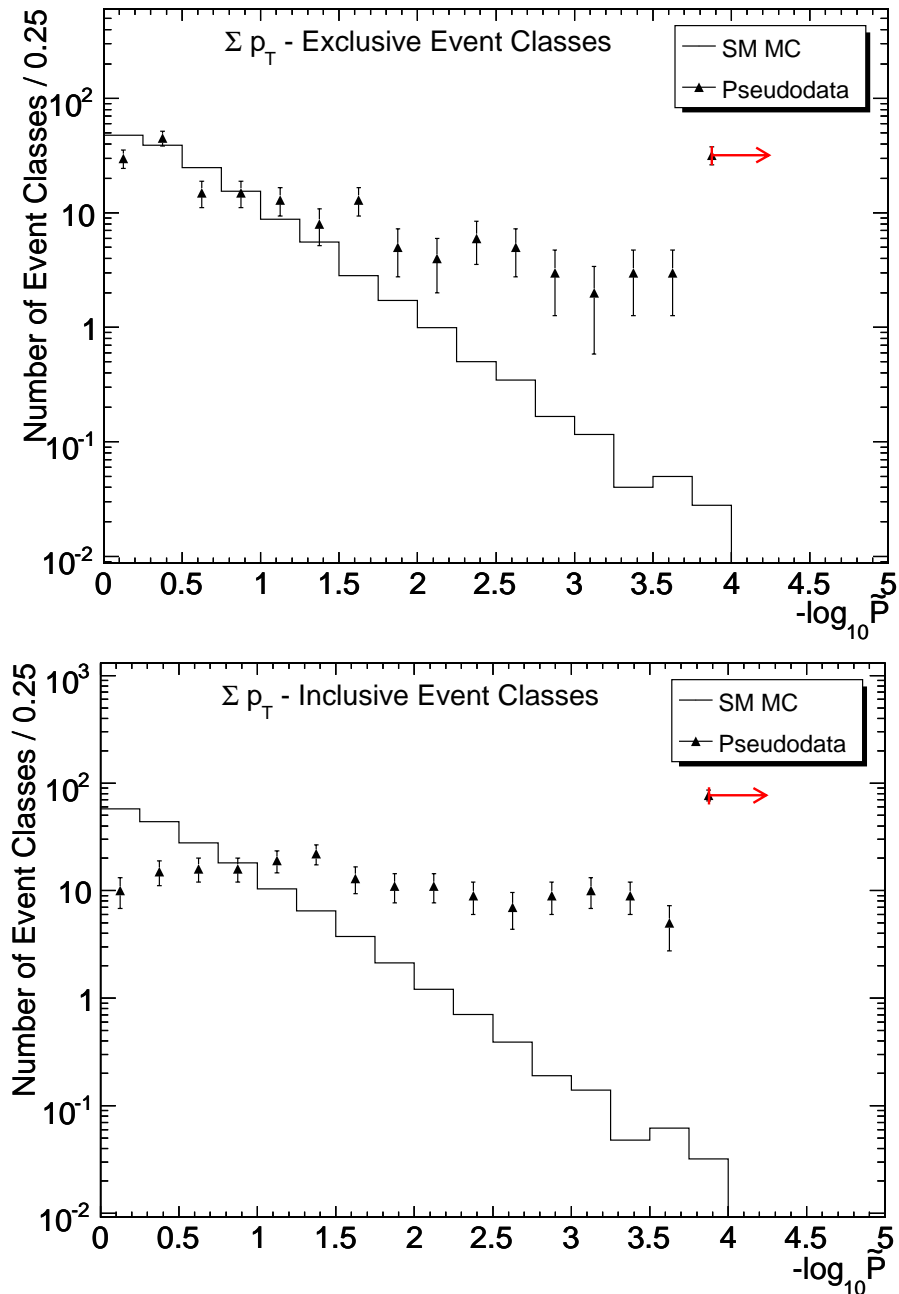 Σ p_T - Exclusive Event Classes
SM MC
Pseudodata
Number of Event Classes / 0.25
10^2
10
1
10^-1
10^-2
0 0.5 1 1.5 2 2.5 3 3.5 4 4.5 5
-log_10 P̃
Σ p_T - Inclusive Event Classes
SM MC
Pseudodata
Number of Event Classes / 0.25
10^3
10^2
10
1
10^-1
10^-2
0 0.5 1 1.5 2 2.5 3 3.5 4 4.5 5
-log_10 P̃